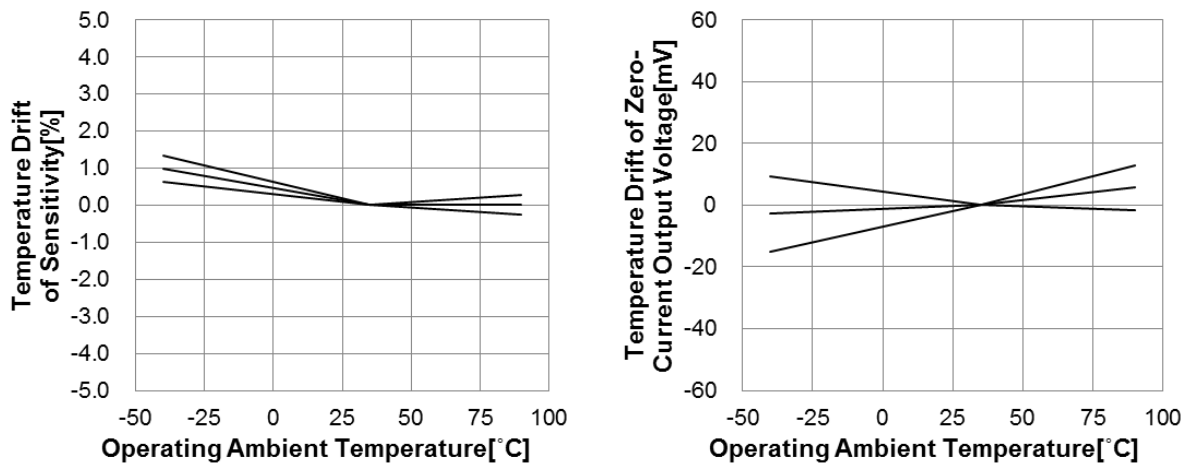 Temperature Drift
of Sensitivity[%]
5.0
4.0
3.0
2.0
1.0
0.0
-1.0
-2.0
-3.0
-4.0
-5.0
-50 -25 0 25 50 75 100
Operating Ambient Temperature[˚C]
Temperature Drift of Zero-
Current Output Voltage[mV]
60
40
20
0
-20
-40
-60
-50 -25 0 25 50 75 100
Operating Ambient Temperature[˚C]